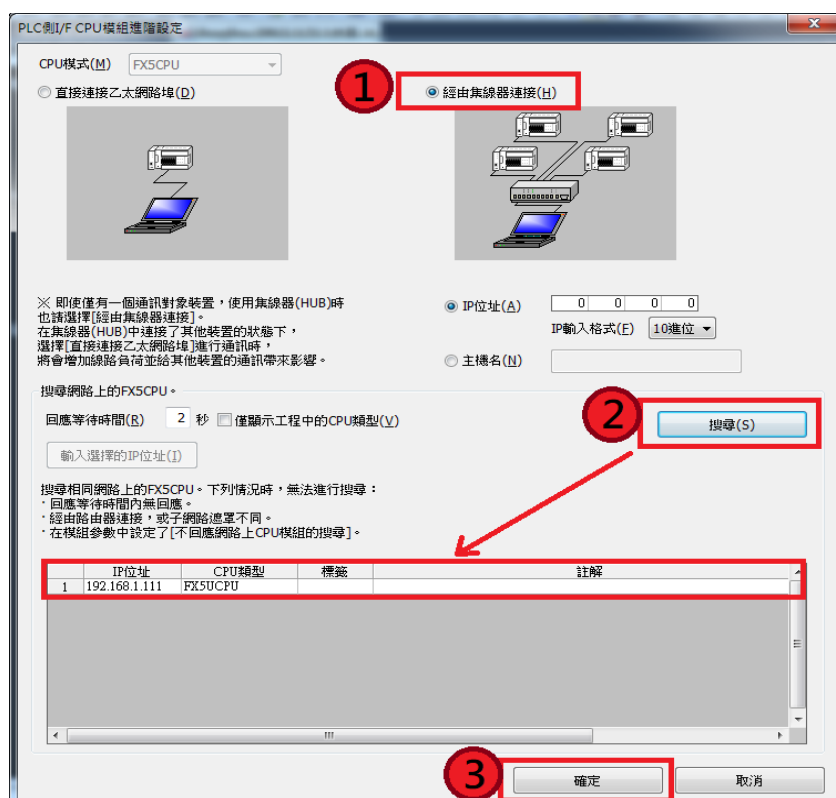 PLC側I/F CPU模組進階設定
CPU模式(M) FX5CPU
直接連接乙太網路埠(D)
1
經由集線器連接(H)
※ 即使僅有一個通訊對象裝置，使用集線器(HUB)時
也請選擇[經由集線器連接]。
在集線器(HUB)中連接了其他裝置的狀態下，
選擇[直接連接乙太網路埠]進行通訊時，
將會增加線路負荷並給其他裝置的通訊帶來影響。
IP位址(A) 0 0 0 0
IP輸入格式(F) 10進位
主機名(N)
搜尋網路上的FX5CPU。
回應等待時間(R) 2 秒 僅顯示工程中的CPU類型(V)
2
搜尋(S)
輸入選擇的IP位址(I)
搜尋相同網路上的FX5CPU。下列情況時，無法進行搜尋：
·回應等待時間內無回應。
·經由路由器連接，或子網路遮罩不同。
·在模組參數中設定了[不回應網路上CPU模組的搜尋]。
IP位址 CPU類型 標籤 註解
1 192.168.1.111 FX5UCPU
3
確定
取消